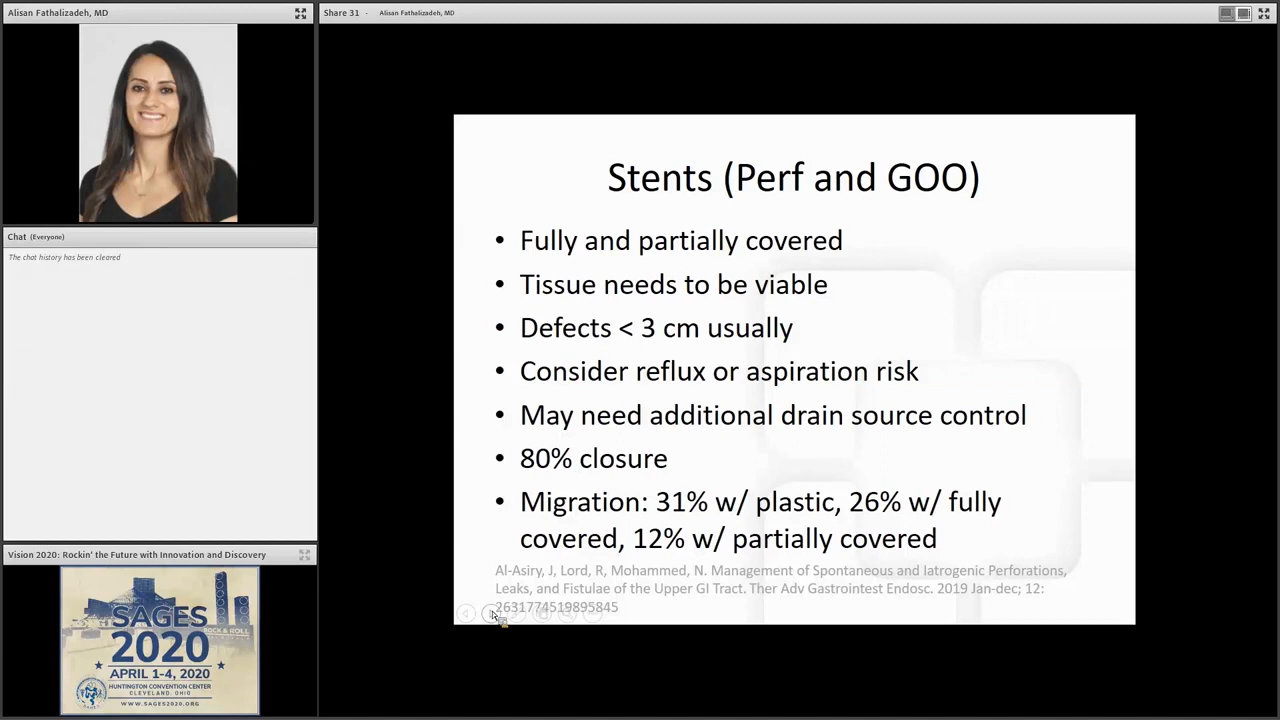 Alisan Fathalizadeh, MD
Share 31 - Alisan Fathalizadeh, MD
Chat (Everyone)
The chat history has been cleared
Stents (Perf and GOO)
• Fully and partially covered
• Tissue needs to be viable
• Defects < 3 cm usually
• Consider reflux or aspiration risk
• May need additional drain source control
• 80% closure
• Migration: 31% w/ plastic, 26% w/ fully
covered, 12% w/ partially covered
Al-Asiry, J, Lord, R, Mohammed, N. Management of Spontaneous and Iatrogenic Perforations,
Leaks, and Fistulae of the Upper GI Tract. Ther Adv Gastrointest Endosc. 2019 Jan-dec; 12:
2631774519895845
Vision 2020: Rockin' the Future with Innovation and Discovery
SAGES
ROCK & ROLL
2020
APRIL 1-4, 2020
HUNTINGTON CONVENTION CENTER
CLEVELAND, OHIO
WWW.SAGES2020.ORG